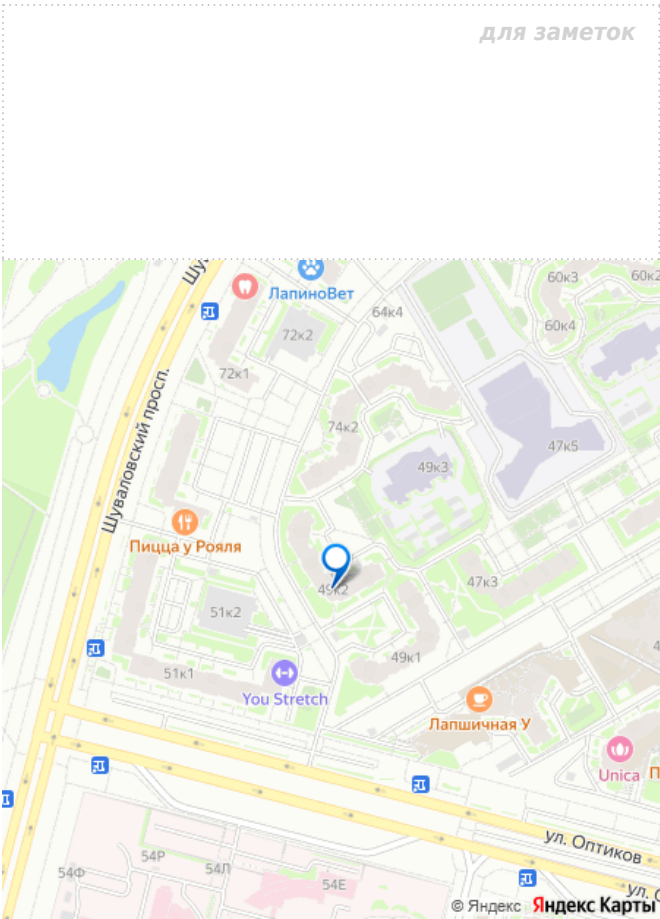 для заметок
60к3
60к2
ЛапиноВет
64к4
60к4
72к2
72к1
Шуваловский просп.
74к2
47к5
49к3
Пицца у Рояля
47к3
49к2
51к2
49к1
51к1
You Stretch
Лапшичная У
Unica
ул. Оптиков
54Р
54Л
54Ф
54Е
© Яндекс Яндекс Карты